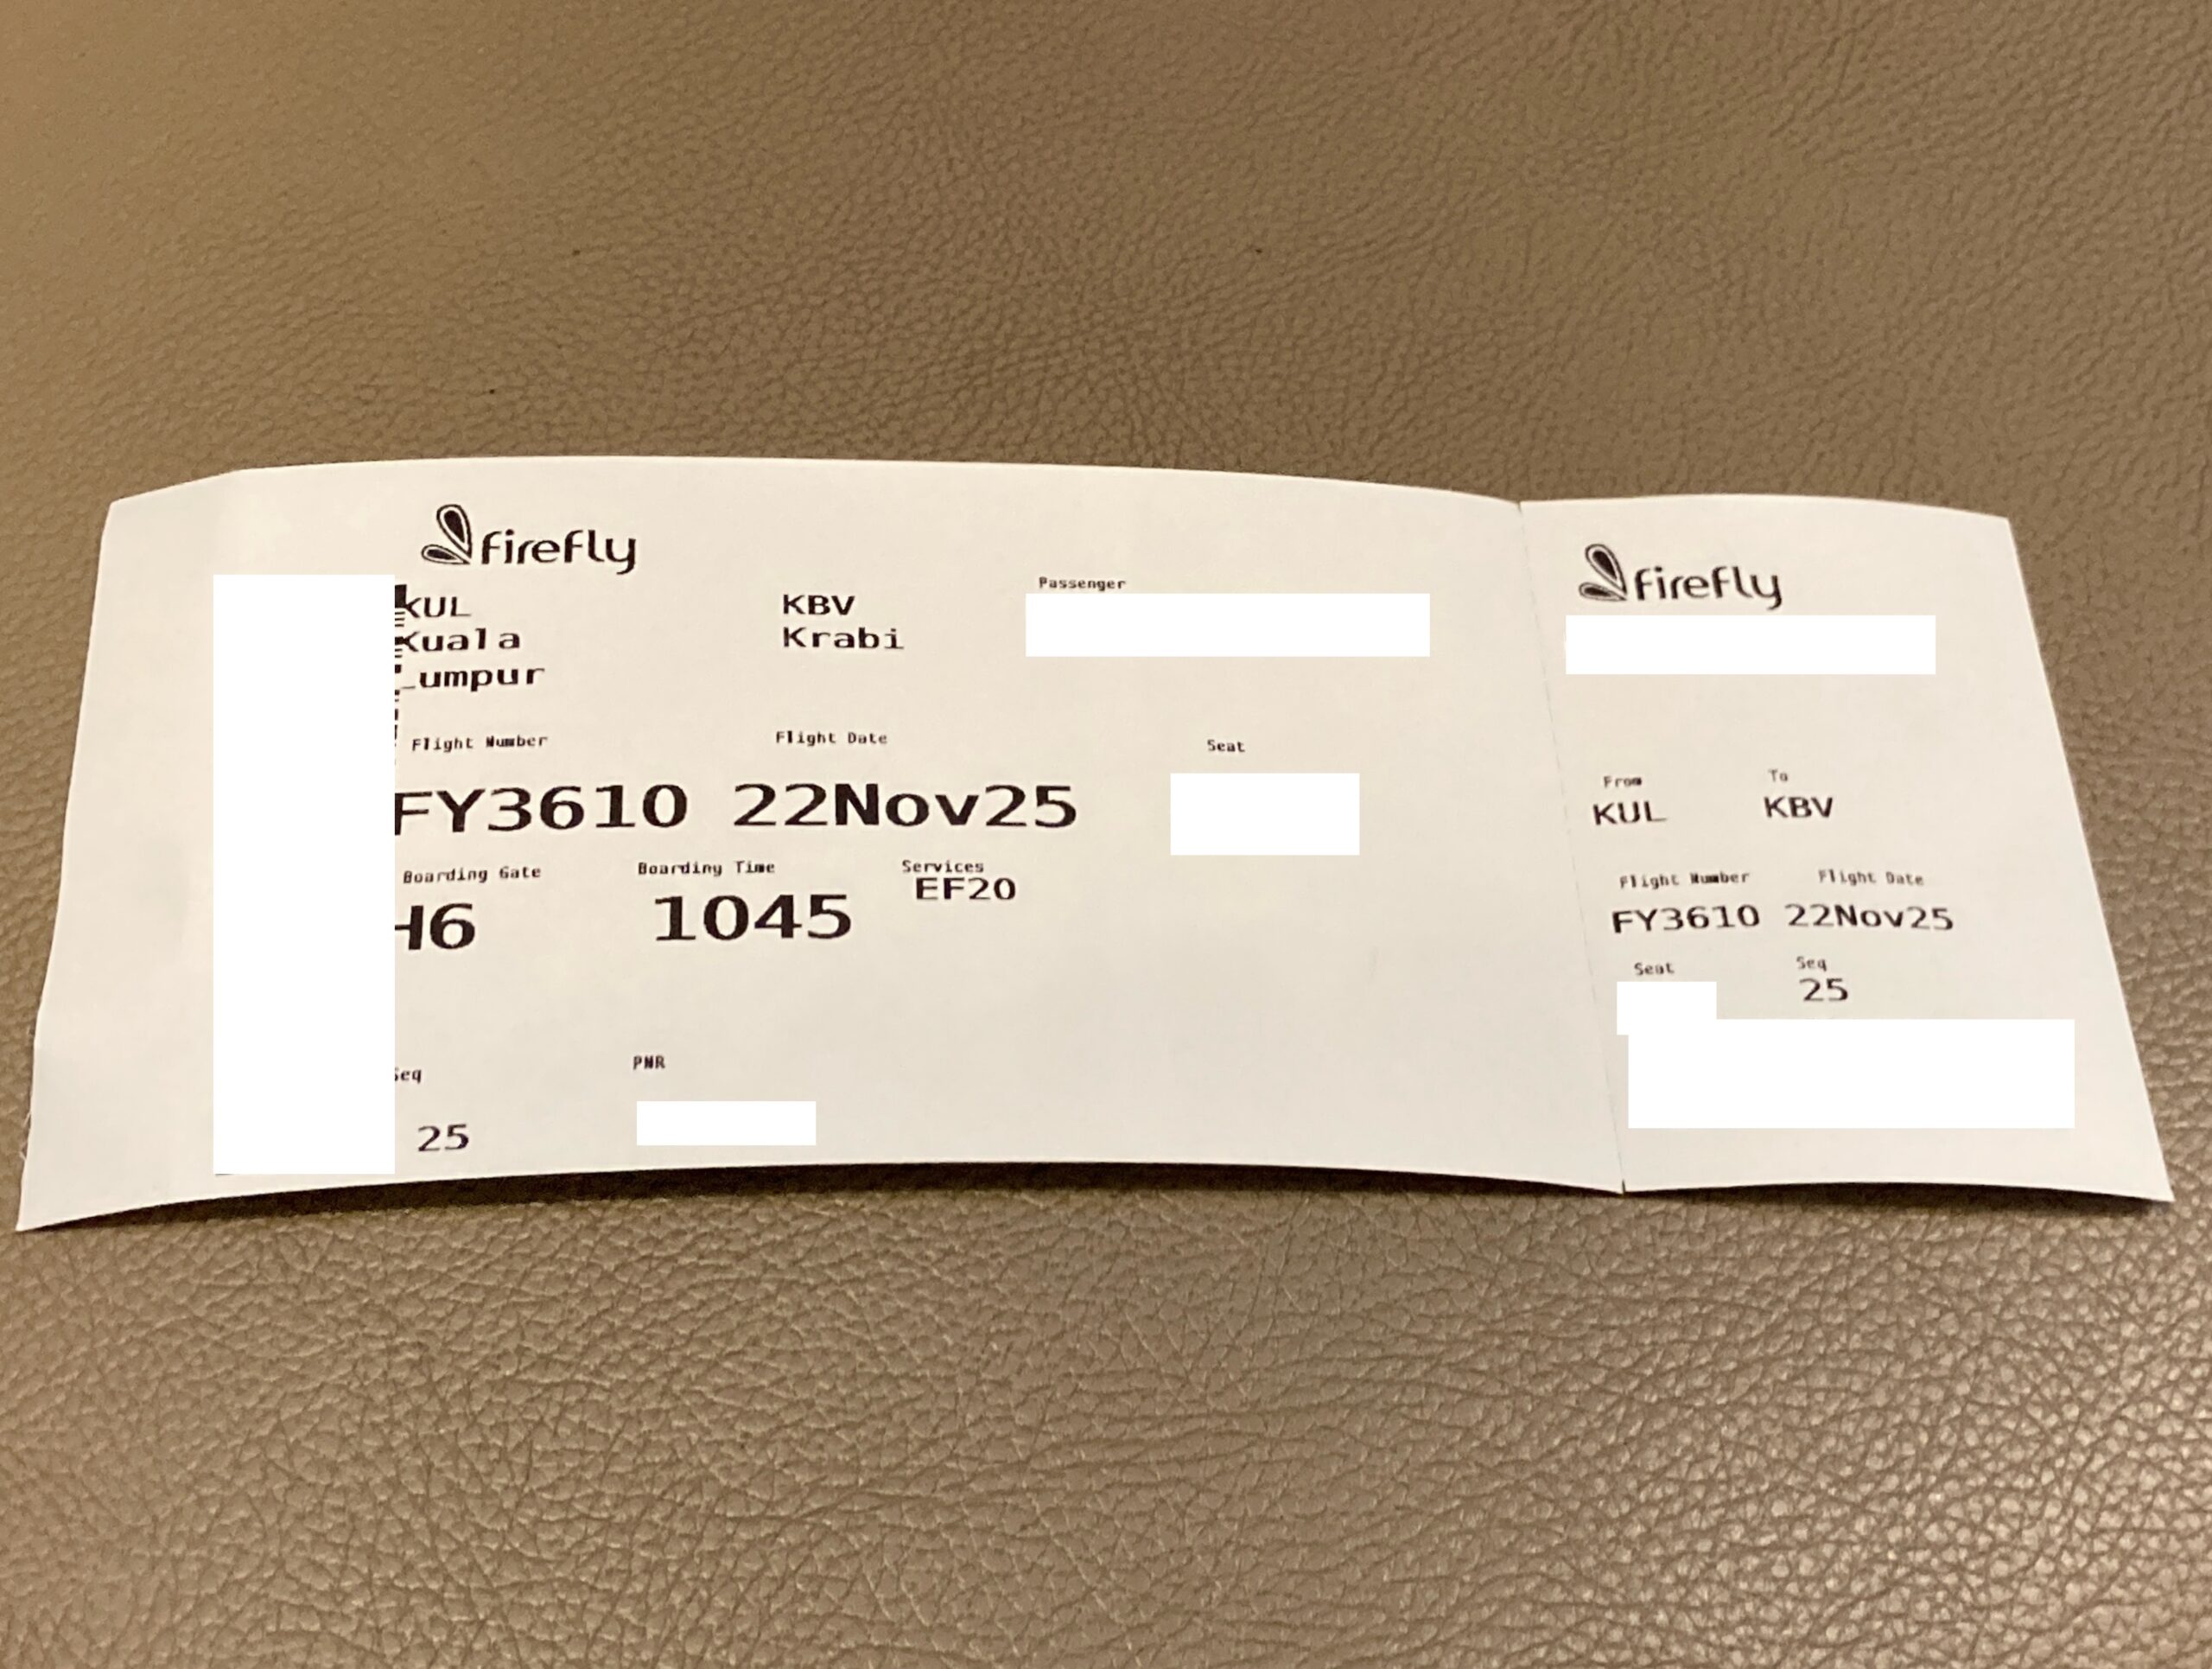 firefly
KUL
Kuala
Lumpur
KBV
Krabi
Passenger
Flight Number
Flight Date
Seat
FY3610
22Nov25
Boarding Gate
Boarding Time
Services
H6
1045
EF20
Seq
PNR
25
firefly
From
To
KUL
KBV
Flight Number
Flight Date
FY3610
22Nov25
Seat
Seq
25